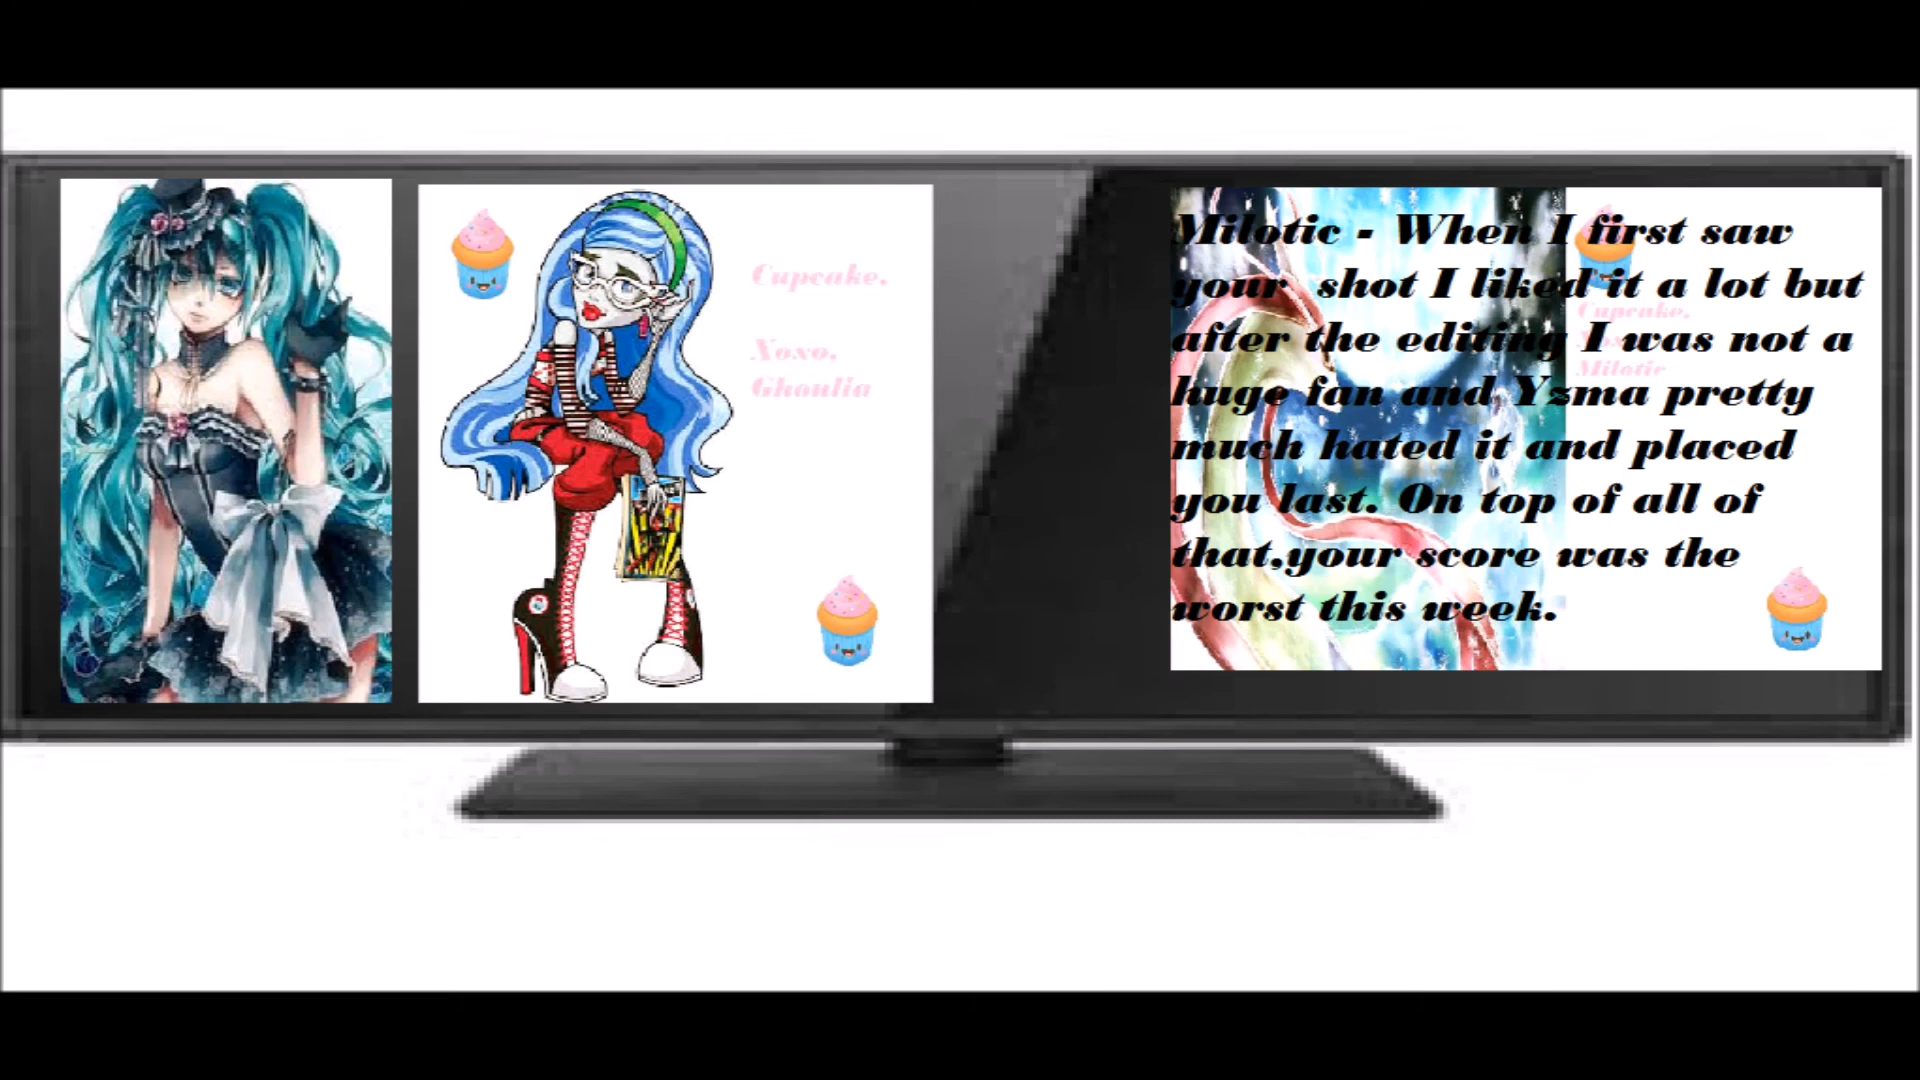 Cupcake,
Xoxo,
Ghoulia
Milotic - When I first saw
your shot I liked it a lot but
after the editing I was not a
huge fan and Yzma pretty
much hated it and placed
you last. On top of all of
that,your score was the
worst this week.
Cupcake,
Milotic